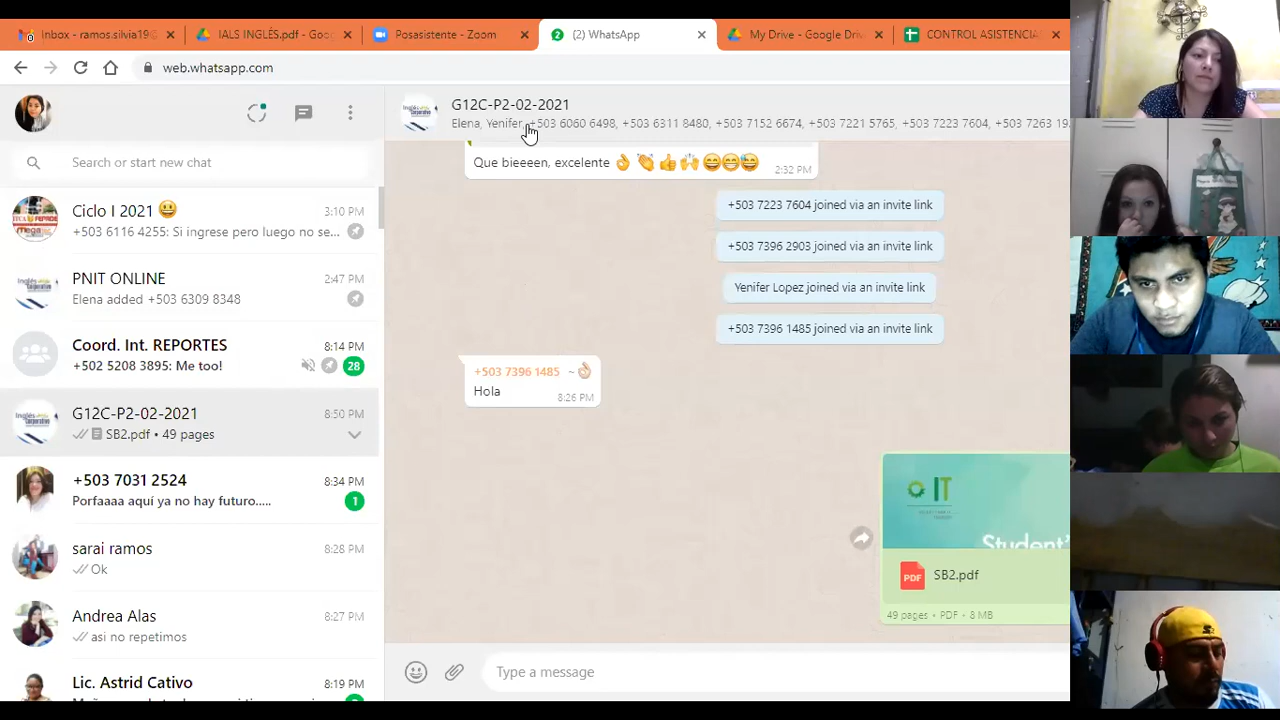 Inbox - ramos.silvia19@
IALS INGLÉS.pdf - Goo
Posasistente - Zoom
(2) WhatsApp
My Drive - Google Driv
CONTROL ASISTENCIA
web.whatsapp.com
G12C-P2-02-2021
Elena, Yenifer, +503 6060 6498, +503 6311 8480, +503 7152 6674, +503 7221 5765, +503 7223 7604, +503 7263 19
Search or start new chat
Ciclo I 2021 😃 3:10 PM
+503 6116 4255: Si ingrese pero luego no se...
PNIT ONLINE 2:47 PM
Elena added +503 6309 8348
Coord. Int. REPORTES 8:14 PM
+502 5208 3895: Me too! 28
G12C-P2-02-2021 8:50 PM
SB2.pdf • 49 pages
+503 7031 2524 8:34 PM
Porfaaaa aquí ya no hay futuro..... 1
sarai ramos 8:28 PM
Ok
Andrea Alas 8:27 PM
asi no repetimos
Lic. Astrid Cativo 8:19 PM
Que bieeeen, excelente 👌 👏 👍 🙌 😄😁😅
2:32 PM
+503 7223 7604 joined via an invite link
+503 7396 2903 joined via an invite link
Yenifer Lopez joined via an invite link
+503 7396 1485 joined via an invite link
+503 7396 1485 ~👌🏼
Hola
8:26 PM
IT
Student's
PDF SB2.pdf
49 pages • PDF • 8 MB
Type a message